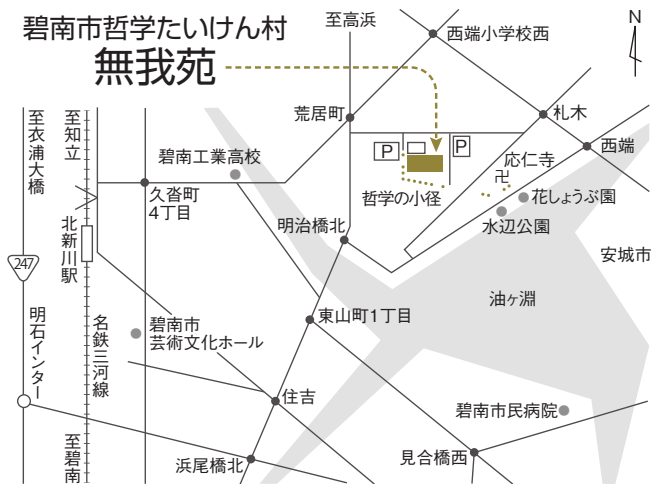 碧南市哲学たいけん村
無我苑
至高浜
西端小学校西
N
荒居町
札木
西端
P
P
応仁寺
卍
哲学の小径
花しょうぶ園
水辺公園
安城市
油ヶ淵
至衣浦大橋
至知立
碧南工業高校
久沓町
4丁目
北新川駅
明治橋北
247
明石インター
名鉄三河線
碧南市
芸術文化ホール
東山町1丁目
住吉
碧南市民病院
至碧南
浜尾橋北
見合橋西